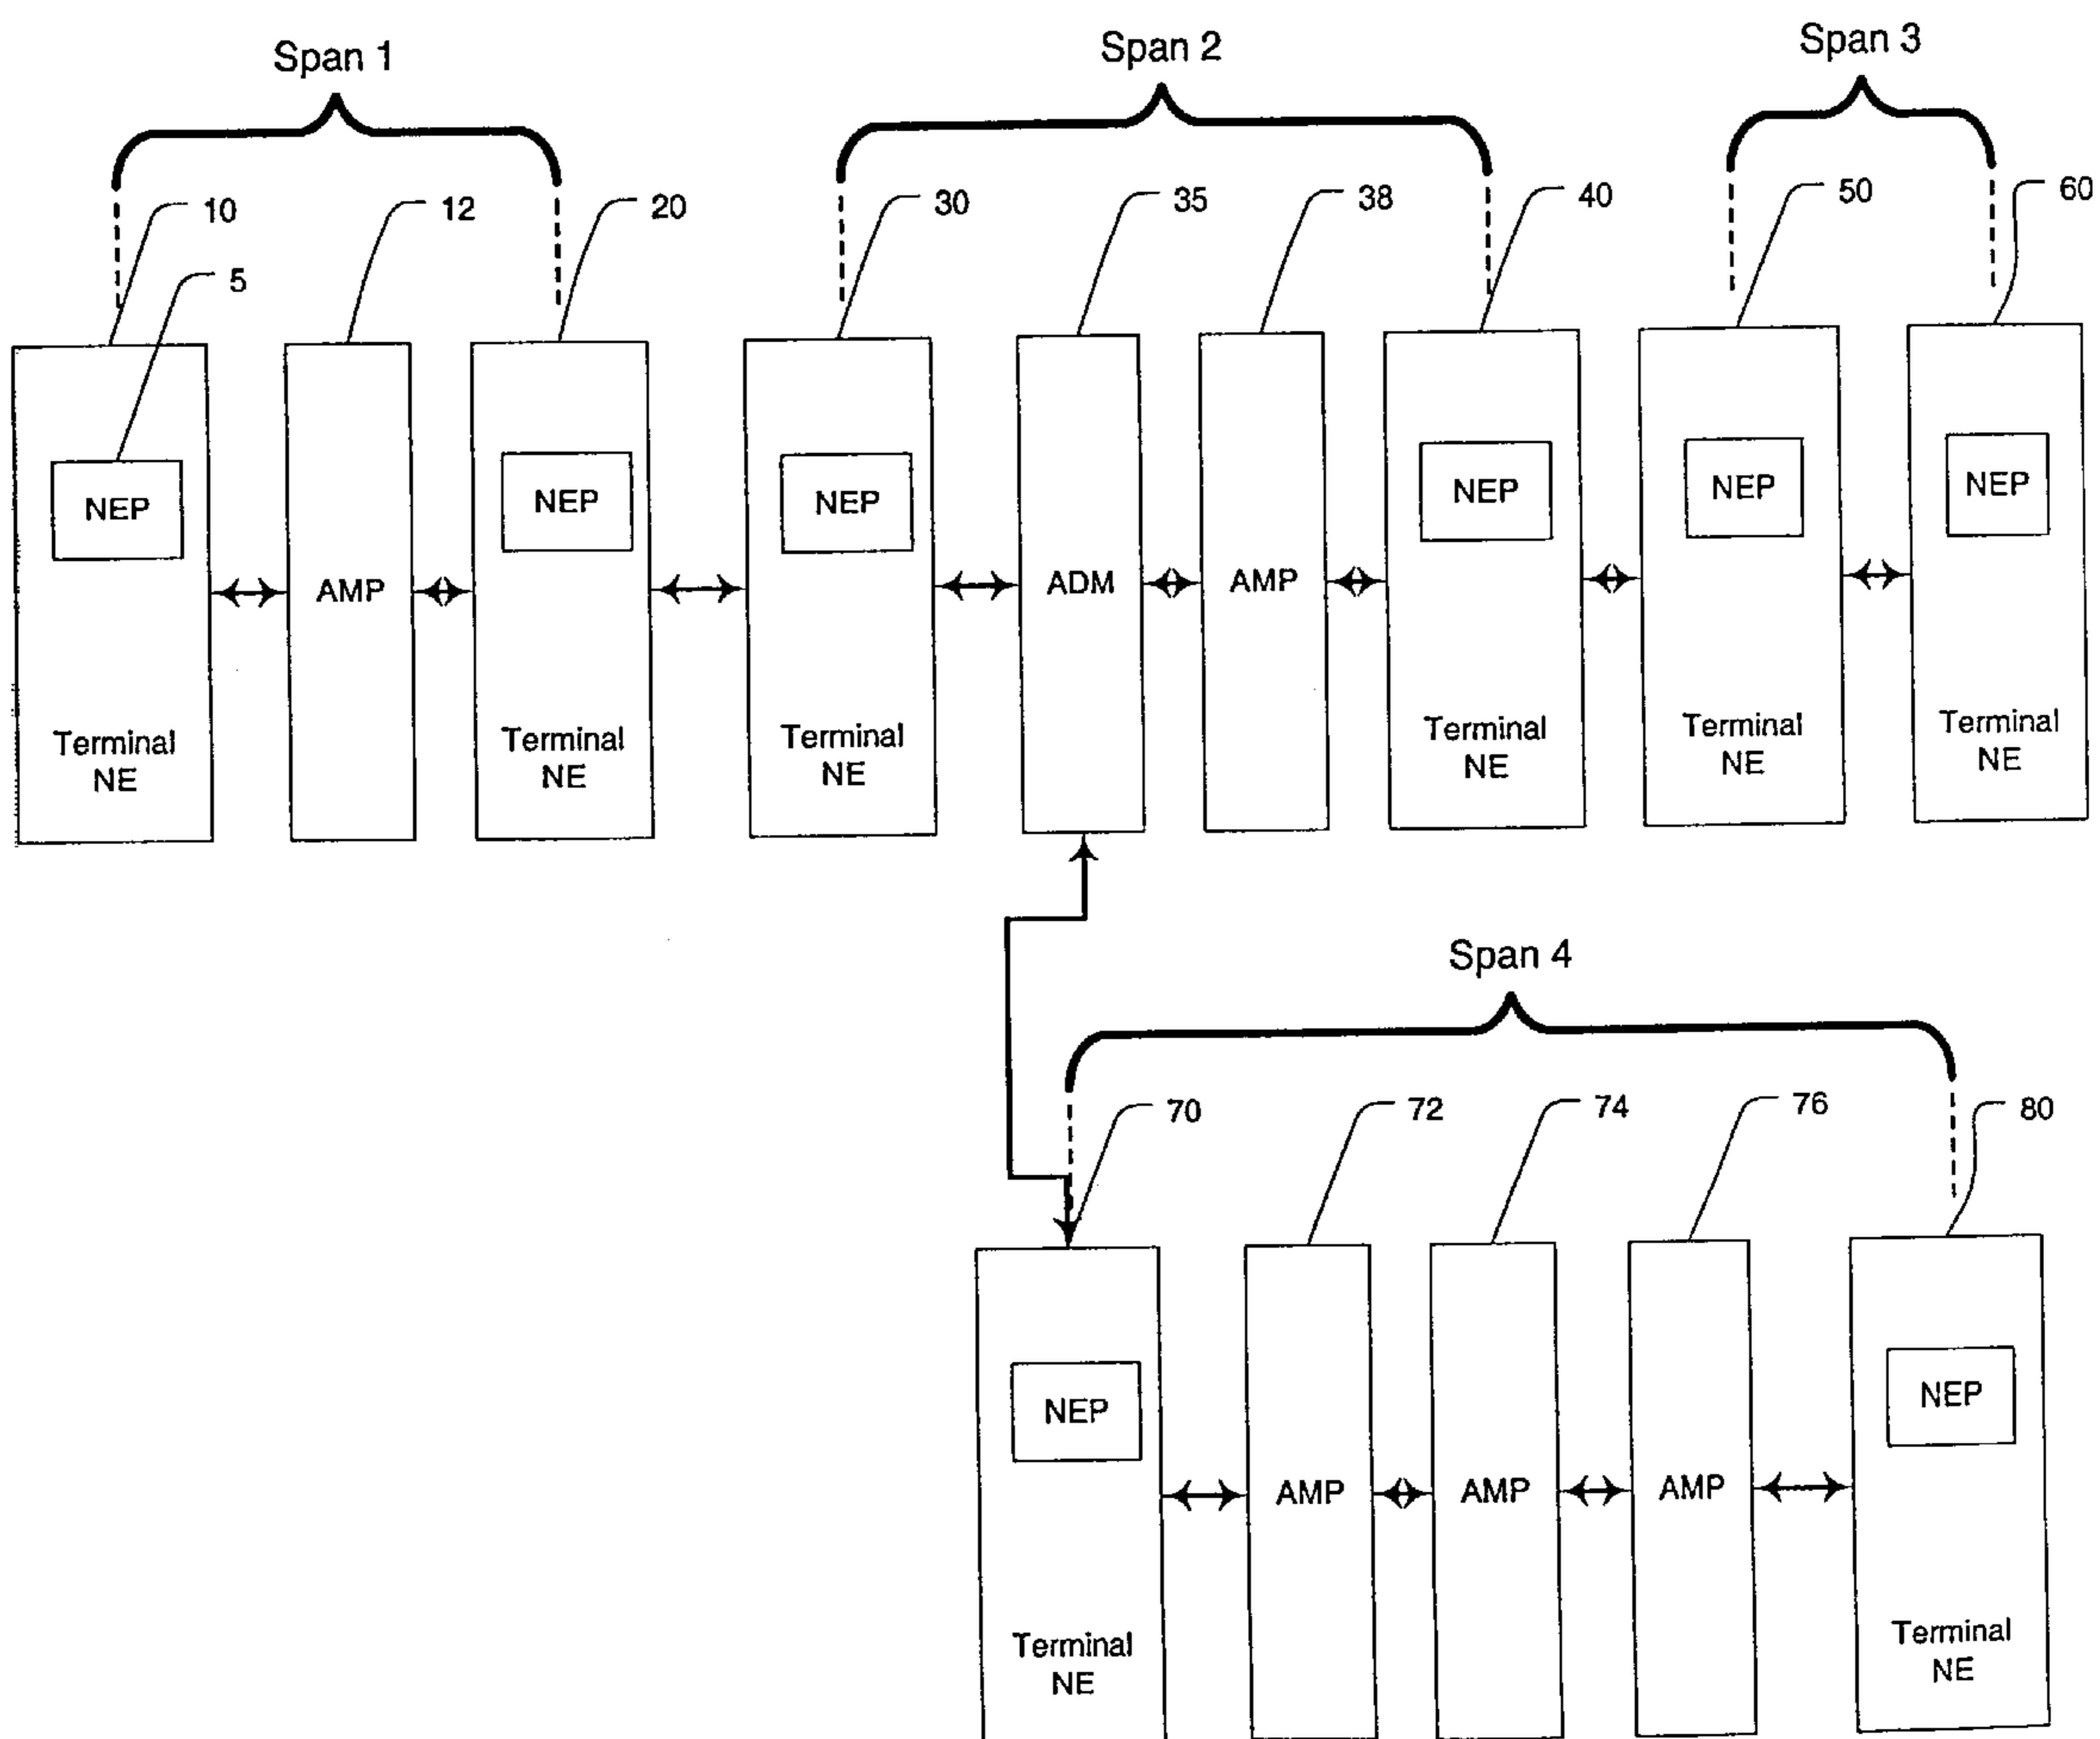 Span 1
Span 2
Span 3
10
12
20
30
35
38
40
50
60
5
NEP
NEP
NEP
NEP
NEP
NEP
AMP
ADM
AMP
Terminal
NE
Terminal
NE
Terminal
NE
Terminal
NE
Terminal
NE
Terminal
NE
Span 4
70
72
74
76
80
NEP
NEP
AMP
AMP
AMP
Terminal
NE
Terminal
NE